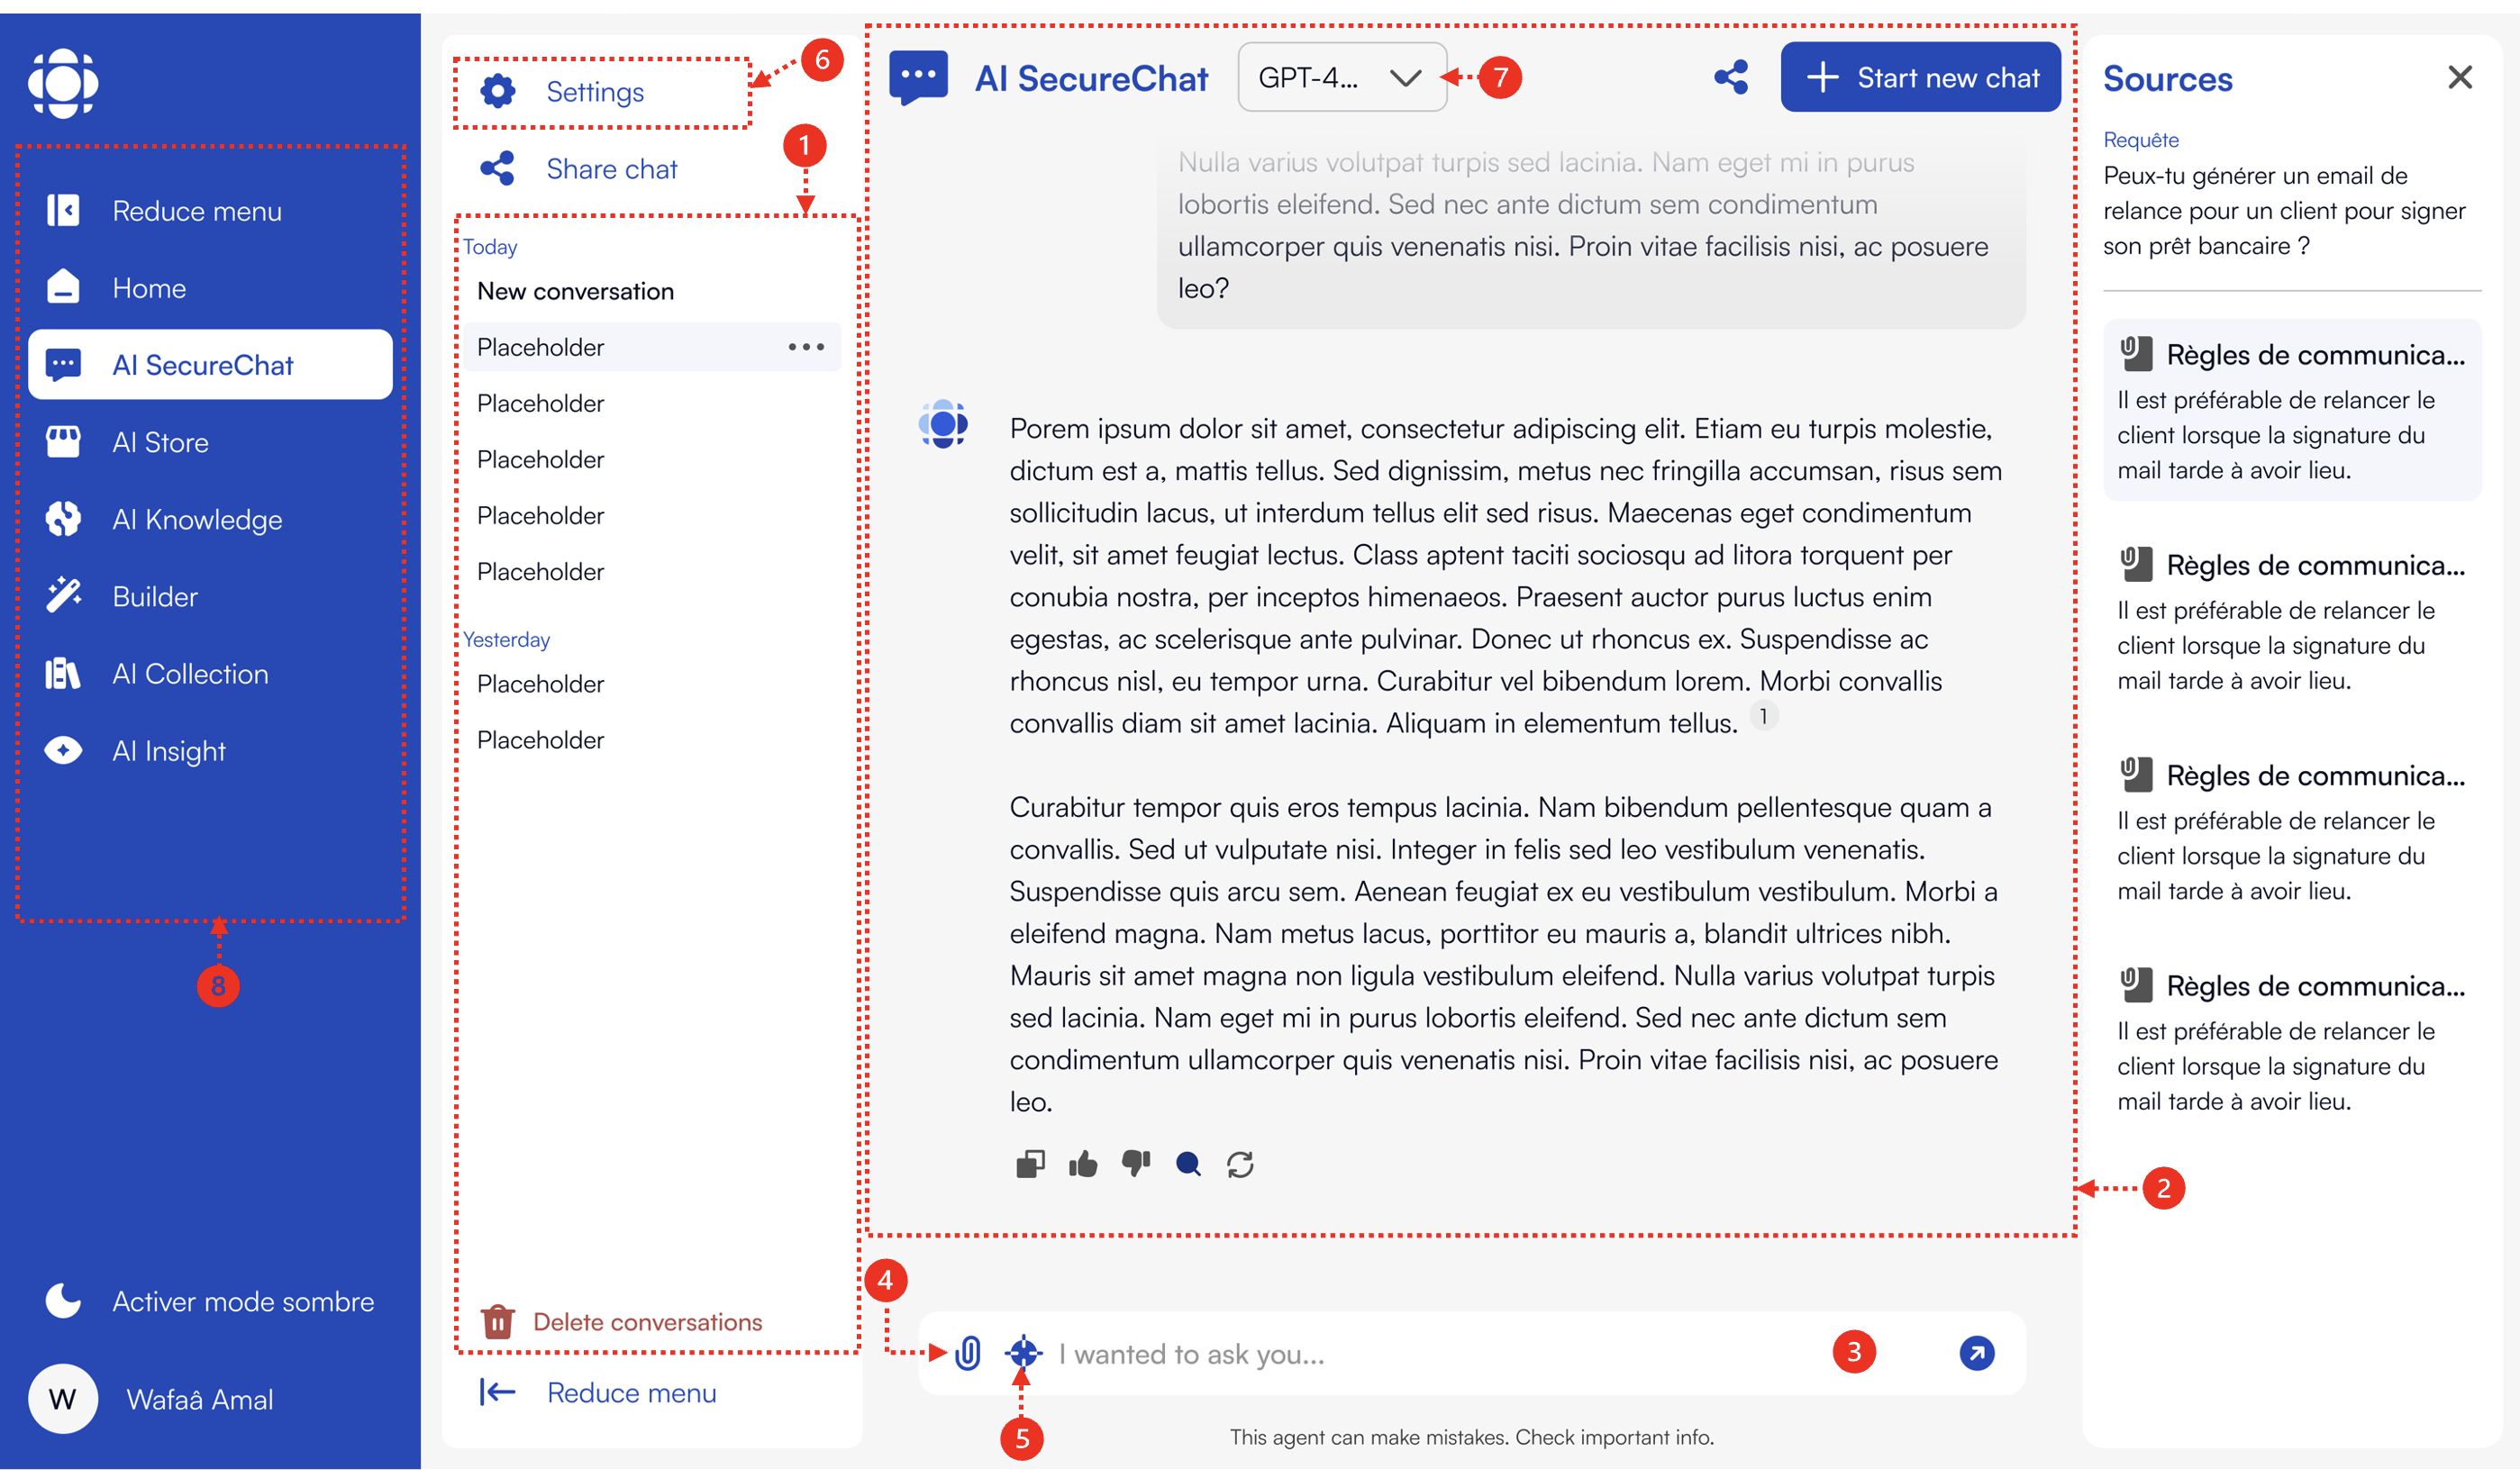 Reduce menu
Home
AI SecureChat
AI Store
AI Knowledge
Builder
AI Collection
AI Insight
8
Activer mode sombre
W
Wafaâ Amal
Settings
6
Share chat
1
Today
New conversation
Placeholder
Placeholder
Placeholder
Placeholder
Placeholder
Yesterday
Placeholder
Placeholder
Delete conversations
Reduce menu
AI SecureChat
GPT-4...
7
Start new chat
Nulla varius volutpat turpis sed lacinia. Nam eget mi in purus
lobortis eleifend. Sed nec ante dictum sem condimentum
ullamcorper quis venenatis nisi. Proin vitae facilisis nisi, ac posuere
leo?
Porem ipsum dolor sit amet, consectetur adipiscing elit. Etiam eu turpis molestie,
dictum est a, mattis tellus. Sed dignissim, metus nec fringilla accumsan, risus sem
sollicitudin lacus, ut interdum tellus elit sed risus. Maecenas eget condimentum
velit, sit amet feugiat lectus. Class aptent taciti sociosqu ad litora torquent per
conubia nostra, per inceptos himenaeos. Praesent auctor purus luctus enim
egestas, ac scelerisque ante pulvinar. Donec ut rhoncus ex. Suspendisse ac
rhoncus nisl, eu tempor urna. Curabitur vel bibendum lorem. Morbi convallis
convallis diam sit amet lacinia. Aliquam in elementum tellus. 1
Curabitur tempor quis eros tempus lacinia. Nam bibendum pellentesque quam a
convallis. Sed ut vulputate nisi. Integer in felis sed leo vestibulum venenatis.
Suspendisse quis arcu sem. Aenean feugiat ex eu vestibulum vestibulum. Morbi a
eleifend magna. Nam metus lacus, porttitor eu mauris a, blandit ultrices nibh.
Mauris sit amet magna non ligula vestibulum eleifend. Nulla varius volutpat turpis
sed lacinia. Nam eget mi in purus lobortis eleifend. Sed nec ante dictum sem
condimentum ullamcorper quis venenatis nisi. Proin vitae facilisis nisi, ac posuere
leo.
2
4
I wanted to ask you...
3
5
This agent can make mistakes. Check important info.
Sources
Requête
Peux-tu générer un email de
relance pour un client pour signer
son prêt bancaire ?
Règles de communica...
Il est préférable de relancer le
client lorsque la signature du
mail tarde à avoir lieu.
Règles de communica...
Il est préférable de relancer le
client lorsque la signature du
mail tarde à avoir lieu.
Règles de communica...
Il est préférable de relancer le
client lorsque la signature du
mail tarde à avoir lieu.
Règles de communica...
Il est préférable de relancer le
client lorsque la signature du
mail tarde à avoir lieu.